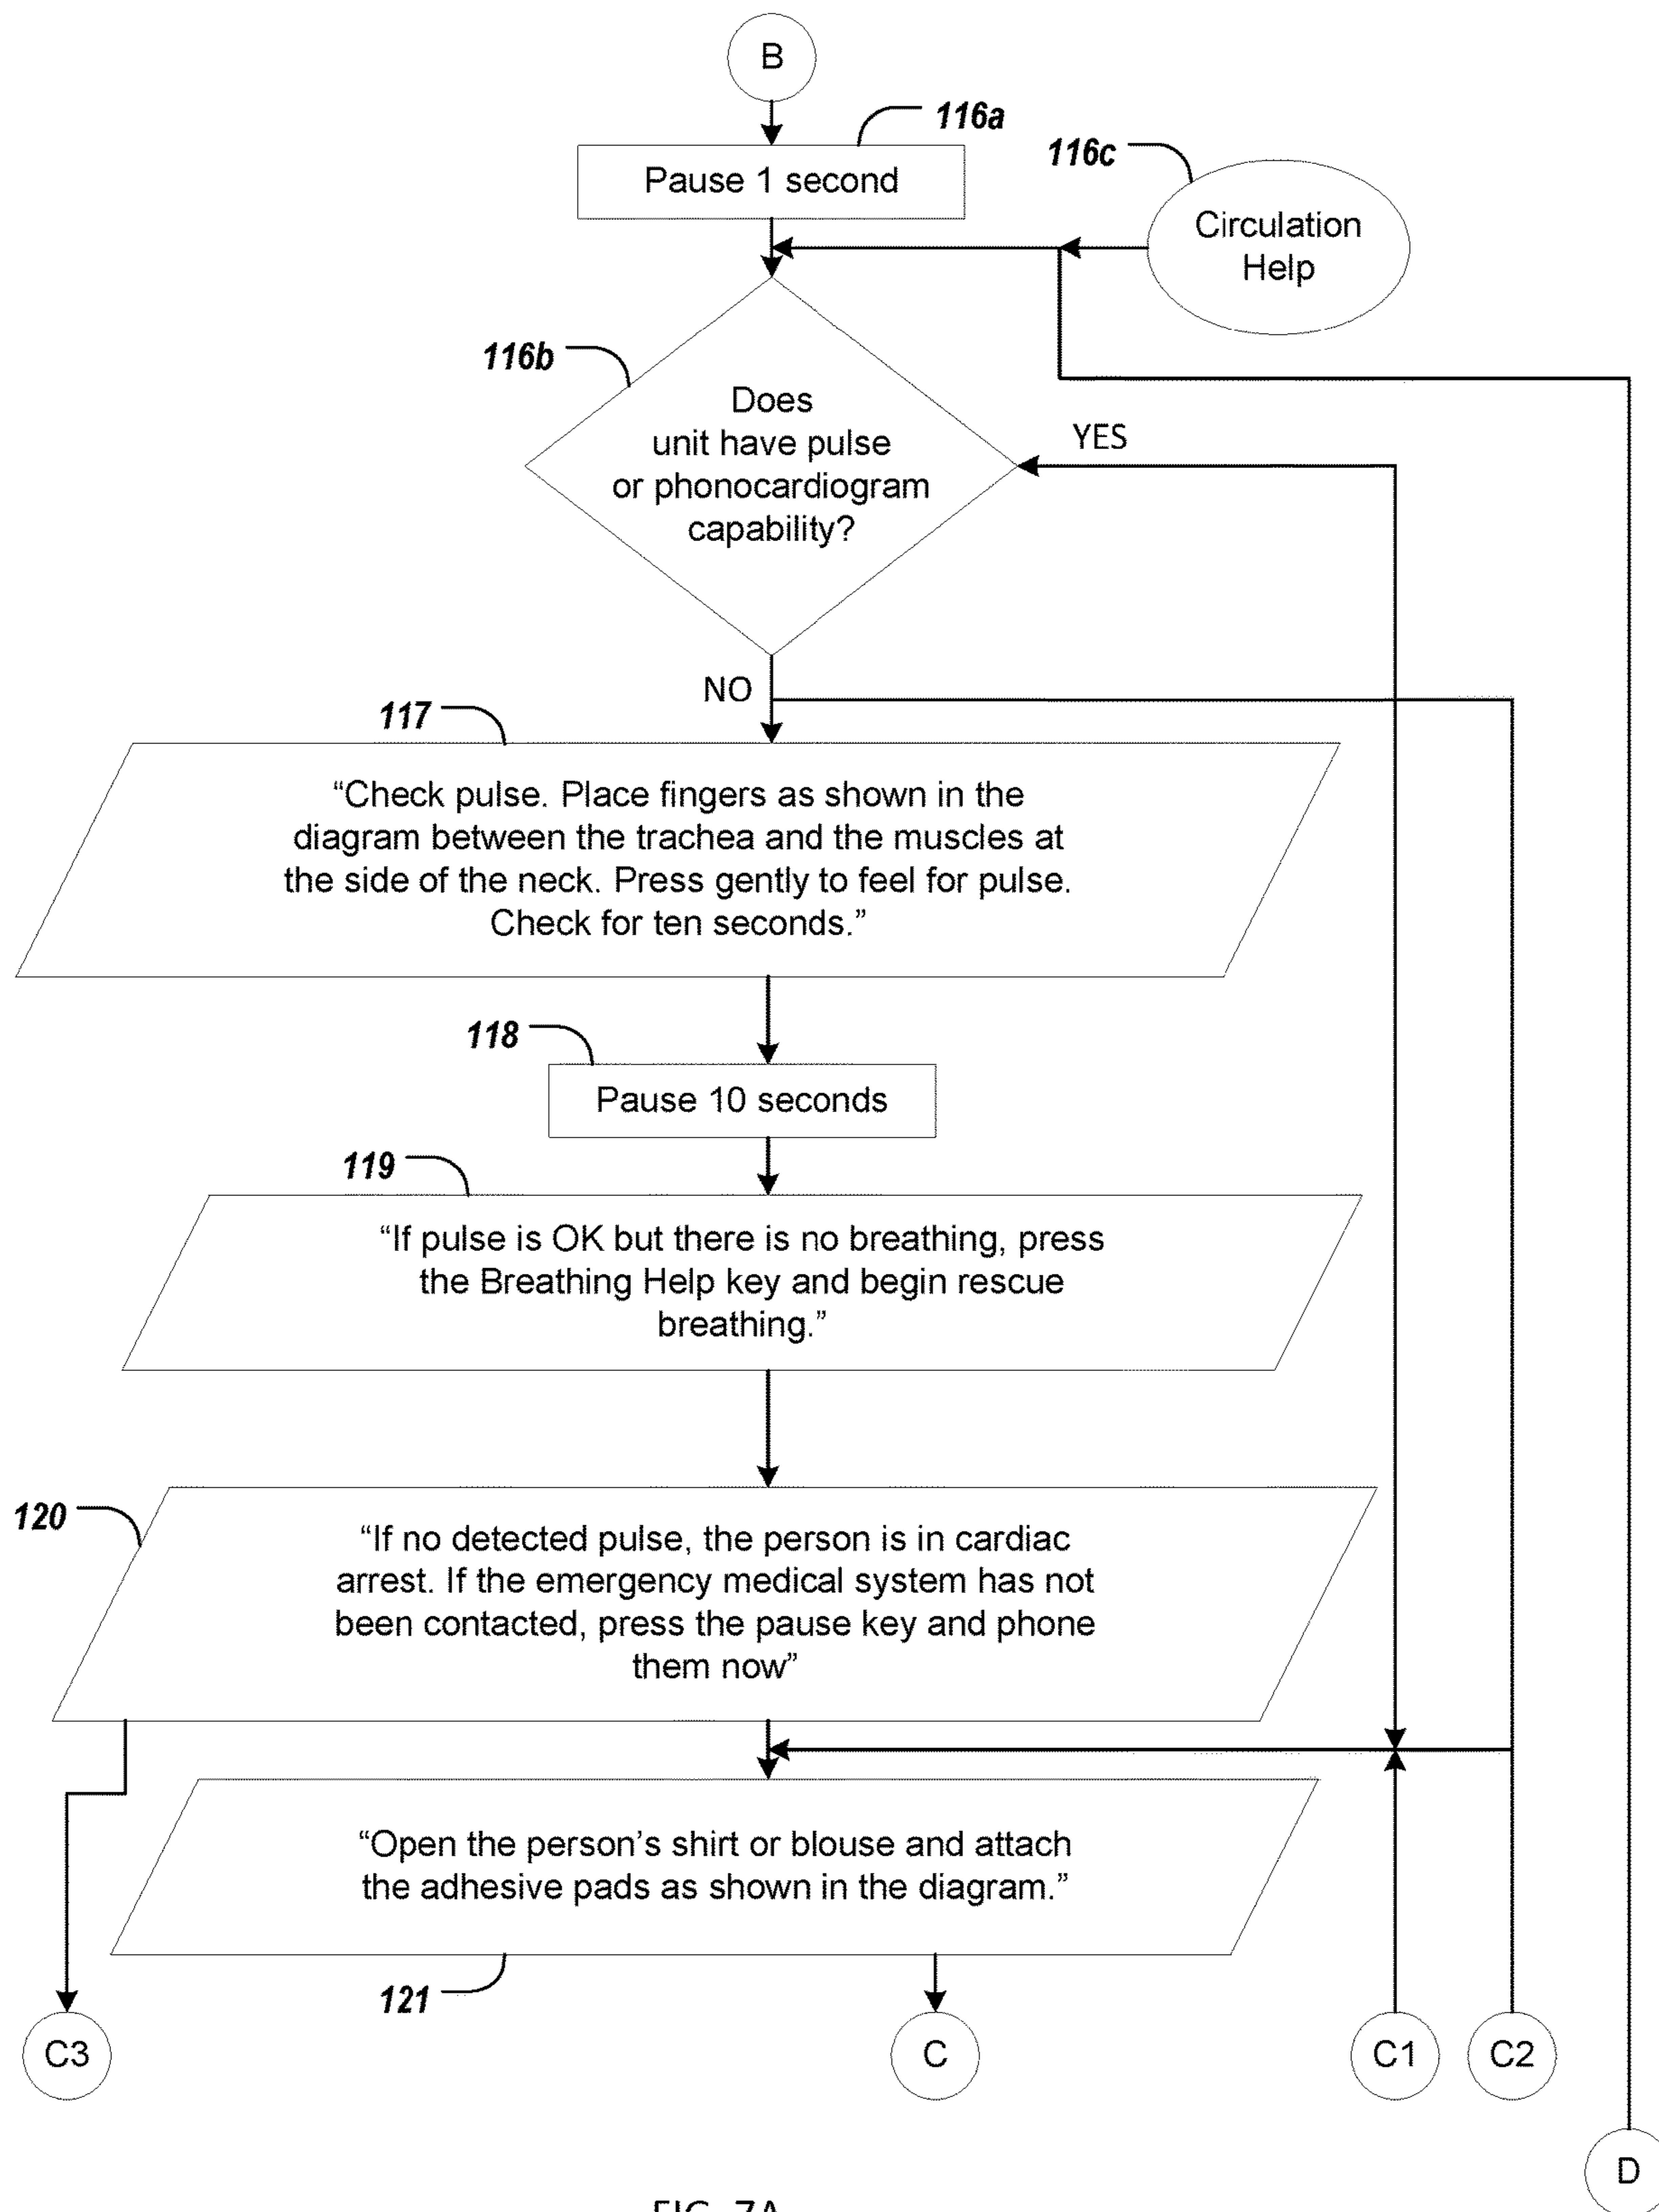 B
116a
Pause 1 second
116c
Circulation
Help
116b
Does
unit have pulse
or phonocardiogram
capability?
YES
NO
117
“Check pulse. Place fingers as shown in the
diagram between the trachea and the muscles at
the side of the neck. Press gently to feel for pulse.
Check for ten seconds.”
118
Pause 10 seconds
119
“If pulse is OK but there is no breathing, press
the Breathing Help key and begin rescue
breathing.”
120
“If no detected pulse, the person is in cardiac
arrest. If the emergency medical system has not
been contacted, press the pause key and phone
them now”
“Open the person’s shirt or blouse and attach
the adhesive pads as shown in the diagram.”
121
C3
C
C1
C2
D
FIG. 7A